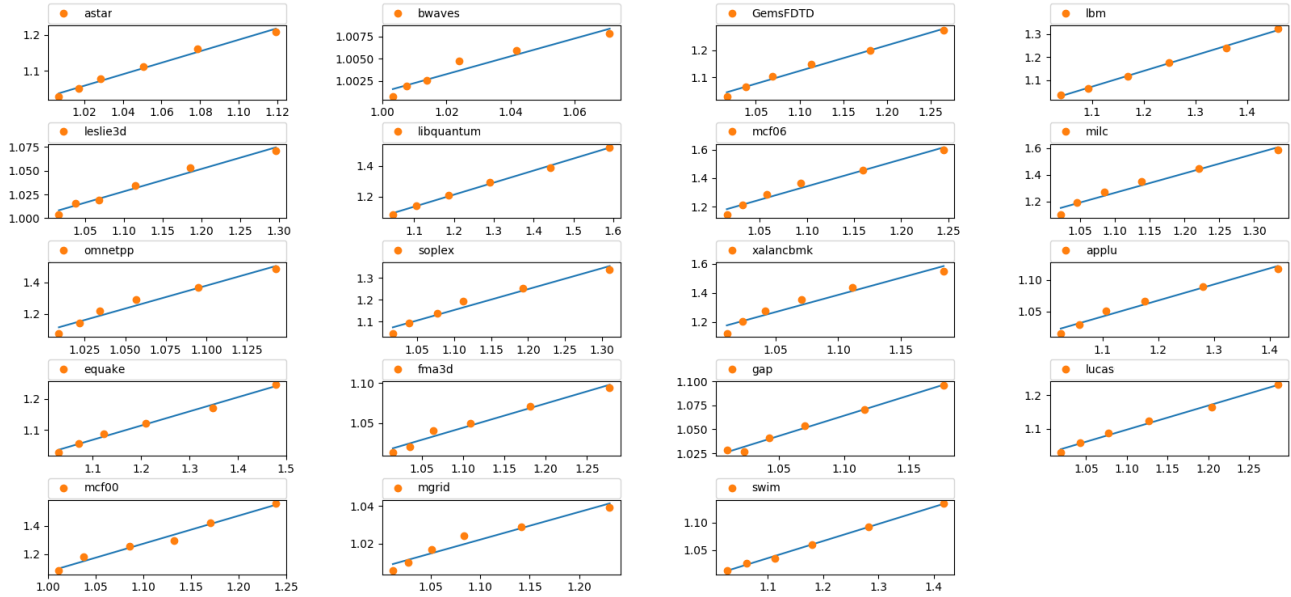 astar
1.2
1.1
1.02 1.04 1.06 1.08 1.10 1.12
bwaves
1.0075
1.0050
1.0025
1.00 1.02 1.04 1.06
GemsFDTD
1.2
1.1
1.05 1.10 1.15 1.20 1.25
lbm
1.3
1.2
1.1
1.1 1.2 1.3 1.4
leslie3d
1.075
1.050
1.025
1.000
1.05 1.10 1.15 1.20 1.25 1.30
libquantum
1.4
1.2
1.1 1.2 1.3 1.4 1.5 1.6
mcf06
1.6
1.4
1.2
1.05 1.10 1.15 1.20 1.25
milc
1.6
1.4
1.2
1.05 1.10 1.15 1.20 1.25 1.30
omnetpp
1.4
1.2
1.025 1.050 1.075 1.100 1.125
soplex
1.3
1.2
1.1
1.05 1.10 1.15 1.20 1.25 1.30
xalancbmk
1.6
1.4
1.2
1.05 1.10 1.15
applu
1.10
1.05
1.1 1.2 1.3 1.4
equake
1.2
1.1
1.1 1.2 1.3 1.4 1.5
fma3d
1.10
1.05
1.05 1.10 1.15 1.20 1.25
gap
1.100
1.075
1.050
1.025
1.05 1.10 1.15
lucas
1.2
1.1
1.05 1.10 1.15 1.20 1.25
mcf00
1.4
1.2
1.00 1.05 1.10 1.15 1.20 1.25
mgrid
1.04
1.02
1.05 1.10 1.15 1.20
swim
1.10
1.05
1.1 1.2 1.3 1.4